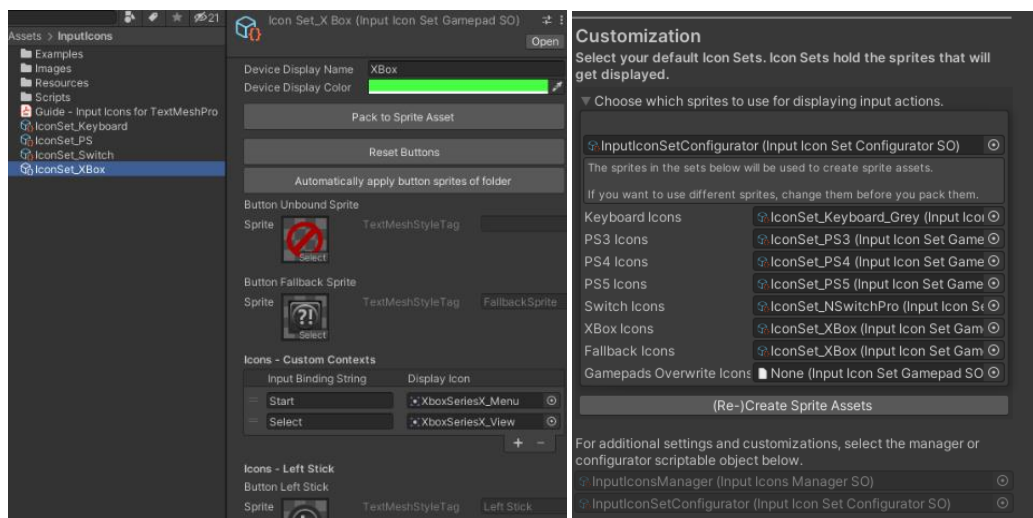 21
Assets > InputIcons
Examples
Images
Resources
Scripts
Guide - Input Icons for TextMeshPro
IconSet_Keyboard
IconSet_PS
IconSet_Switch
IconSet_XBox
Icon Set_X Box (Input Icon Set Gamepad SO)
Open
Device Display Name XBox
Device Display Color
Pack to Sprite Asset
Reset Buttons
Automatically apply button sprites of folder
Button Unbound Sprite
Sprite TextMeshStyleTag
Select
Button Fallback Sprite
Sprite TextMeshStyleTag FallbackSprite
?!
Select
Icons - Custom Contexts
Input Binding String Display Icon
Start XboxSeriesX_Menu
Select XboxSeriesX_View
+ -
Icons - Left Stick
Button Left Stick
Sprite TextMeshStyleTag Left Stick
Customization
Select your default Icon Sets. Icon Sets hold the sprites that will
get displayed.
Choose which sprites to use for displaying input actions.
InputIconSetConfigurator (Input Icon Set Configurator SO)
The sprites in the sets below will be used to create sprite assets.
If you want to use different sprites, change them before you pack them.
Keyboard Icons IconSet_Keyboard_Grey (Input Icon
PS3 Icons IconSet_PS3 (Input Icon Set Game
PS4 Icons IconSet_PS4 (Input Icon Set Game
PS5 Icons IconSet_PS5 (Input Icon Set Game
Switch Icons IconSet_NSwitchPro (Input Icon Se
XBox Icons IconSet_XBox (Input Icon Set Gam
Fallback Icons IconSet_XBox (Input Icon Set Gam
Gamepads Overwrite Icons None (Input Icon Set Gamepad SO
(Re-)Create Sprite Assets
For additional settings and customizations, select the manager or
configurator scriptable object below.
InputIconsManager (Input Icons Manager SO)
InputIconSetConfigurator (Input Icon Set Configurator SO)